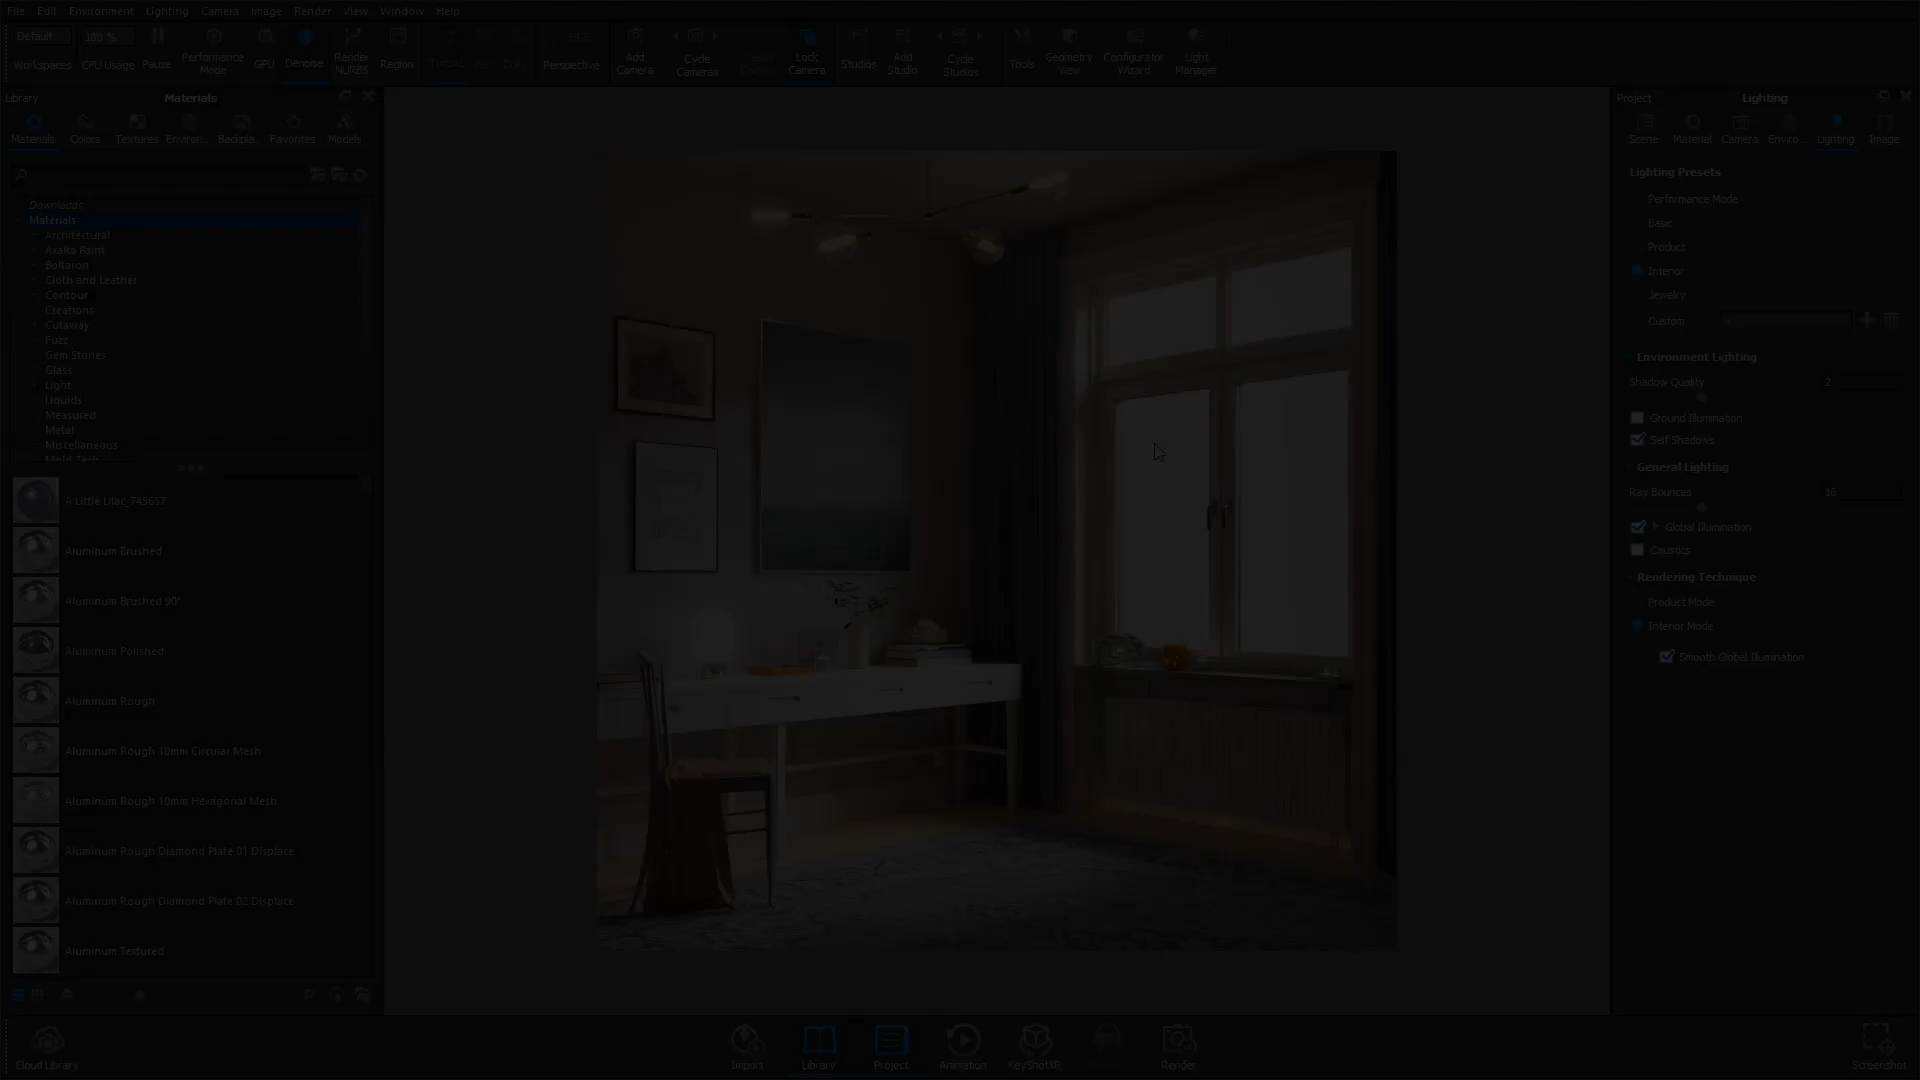 File Edit Environment Lighting Camera Image Render View Window Help
Default 100 %
Workspaces CPU Usage Pause Performance Mode GPU Denoise Render NURBS Region Perspective Add Camera Cycle Cameras Lock Camera Studios Add Studio Cycle Studios Tools Geometry View Configurator Wizard Light Manager
Library Materials
Materials Colors Textures Environ... Backpla... Favorites Models
Downloads
Materials
Architectural
Axalta Paint
Boltaron
Cloth and Leather
Contour
Creations
Cutaway
Fuzz
Gem Stones
Glass
Light
Liquids
Measured
Metal
Miscellaneous
Mold-Tech
A Little Lilac_745657
Aluminum Brushed
Aluminum Brushed 90°
Aluminum Polished
Aluminum Rough
Aluminum Rough 10mm Circular Mesh
Aluminum Rough 10mm Hexagonal Mesh
Aluminum Rough Diamond Plate 01 Displace
Aluminum Rough Diamond Plate 02 Displace
Aluminum Textured
Project Lighting
Scene Material Camera Enviro... Lighting Image
Lighting Presets
Performance Mode
Basic
Product
Interior
Jewelry
Custom
Environment Lighting
Shadow Quality 2
Ground Illumination
Self Shadows
General Lighting
Ray Bounces 16
Global Illumination
Caustics
Rendering Technique
Product Mode
Interior Mode
Smooth Global Illumination
Cloud Library Import Library Project Animation KeyShotXR Render Screenshot